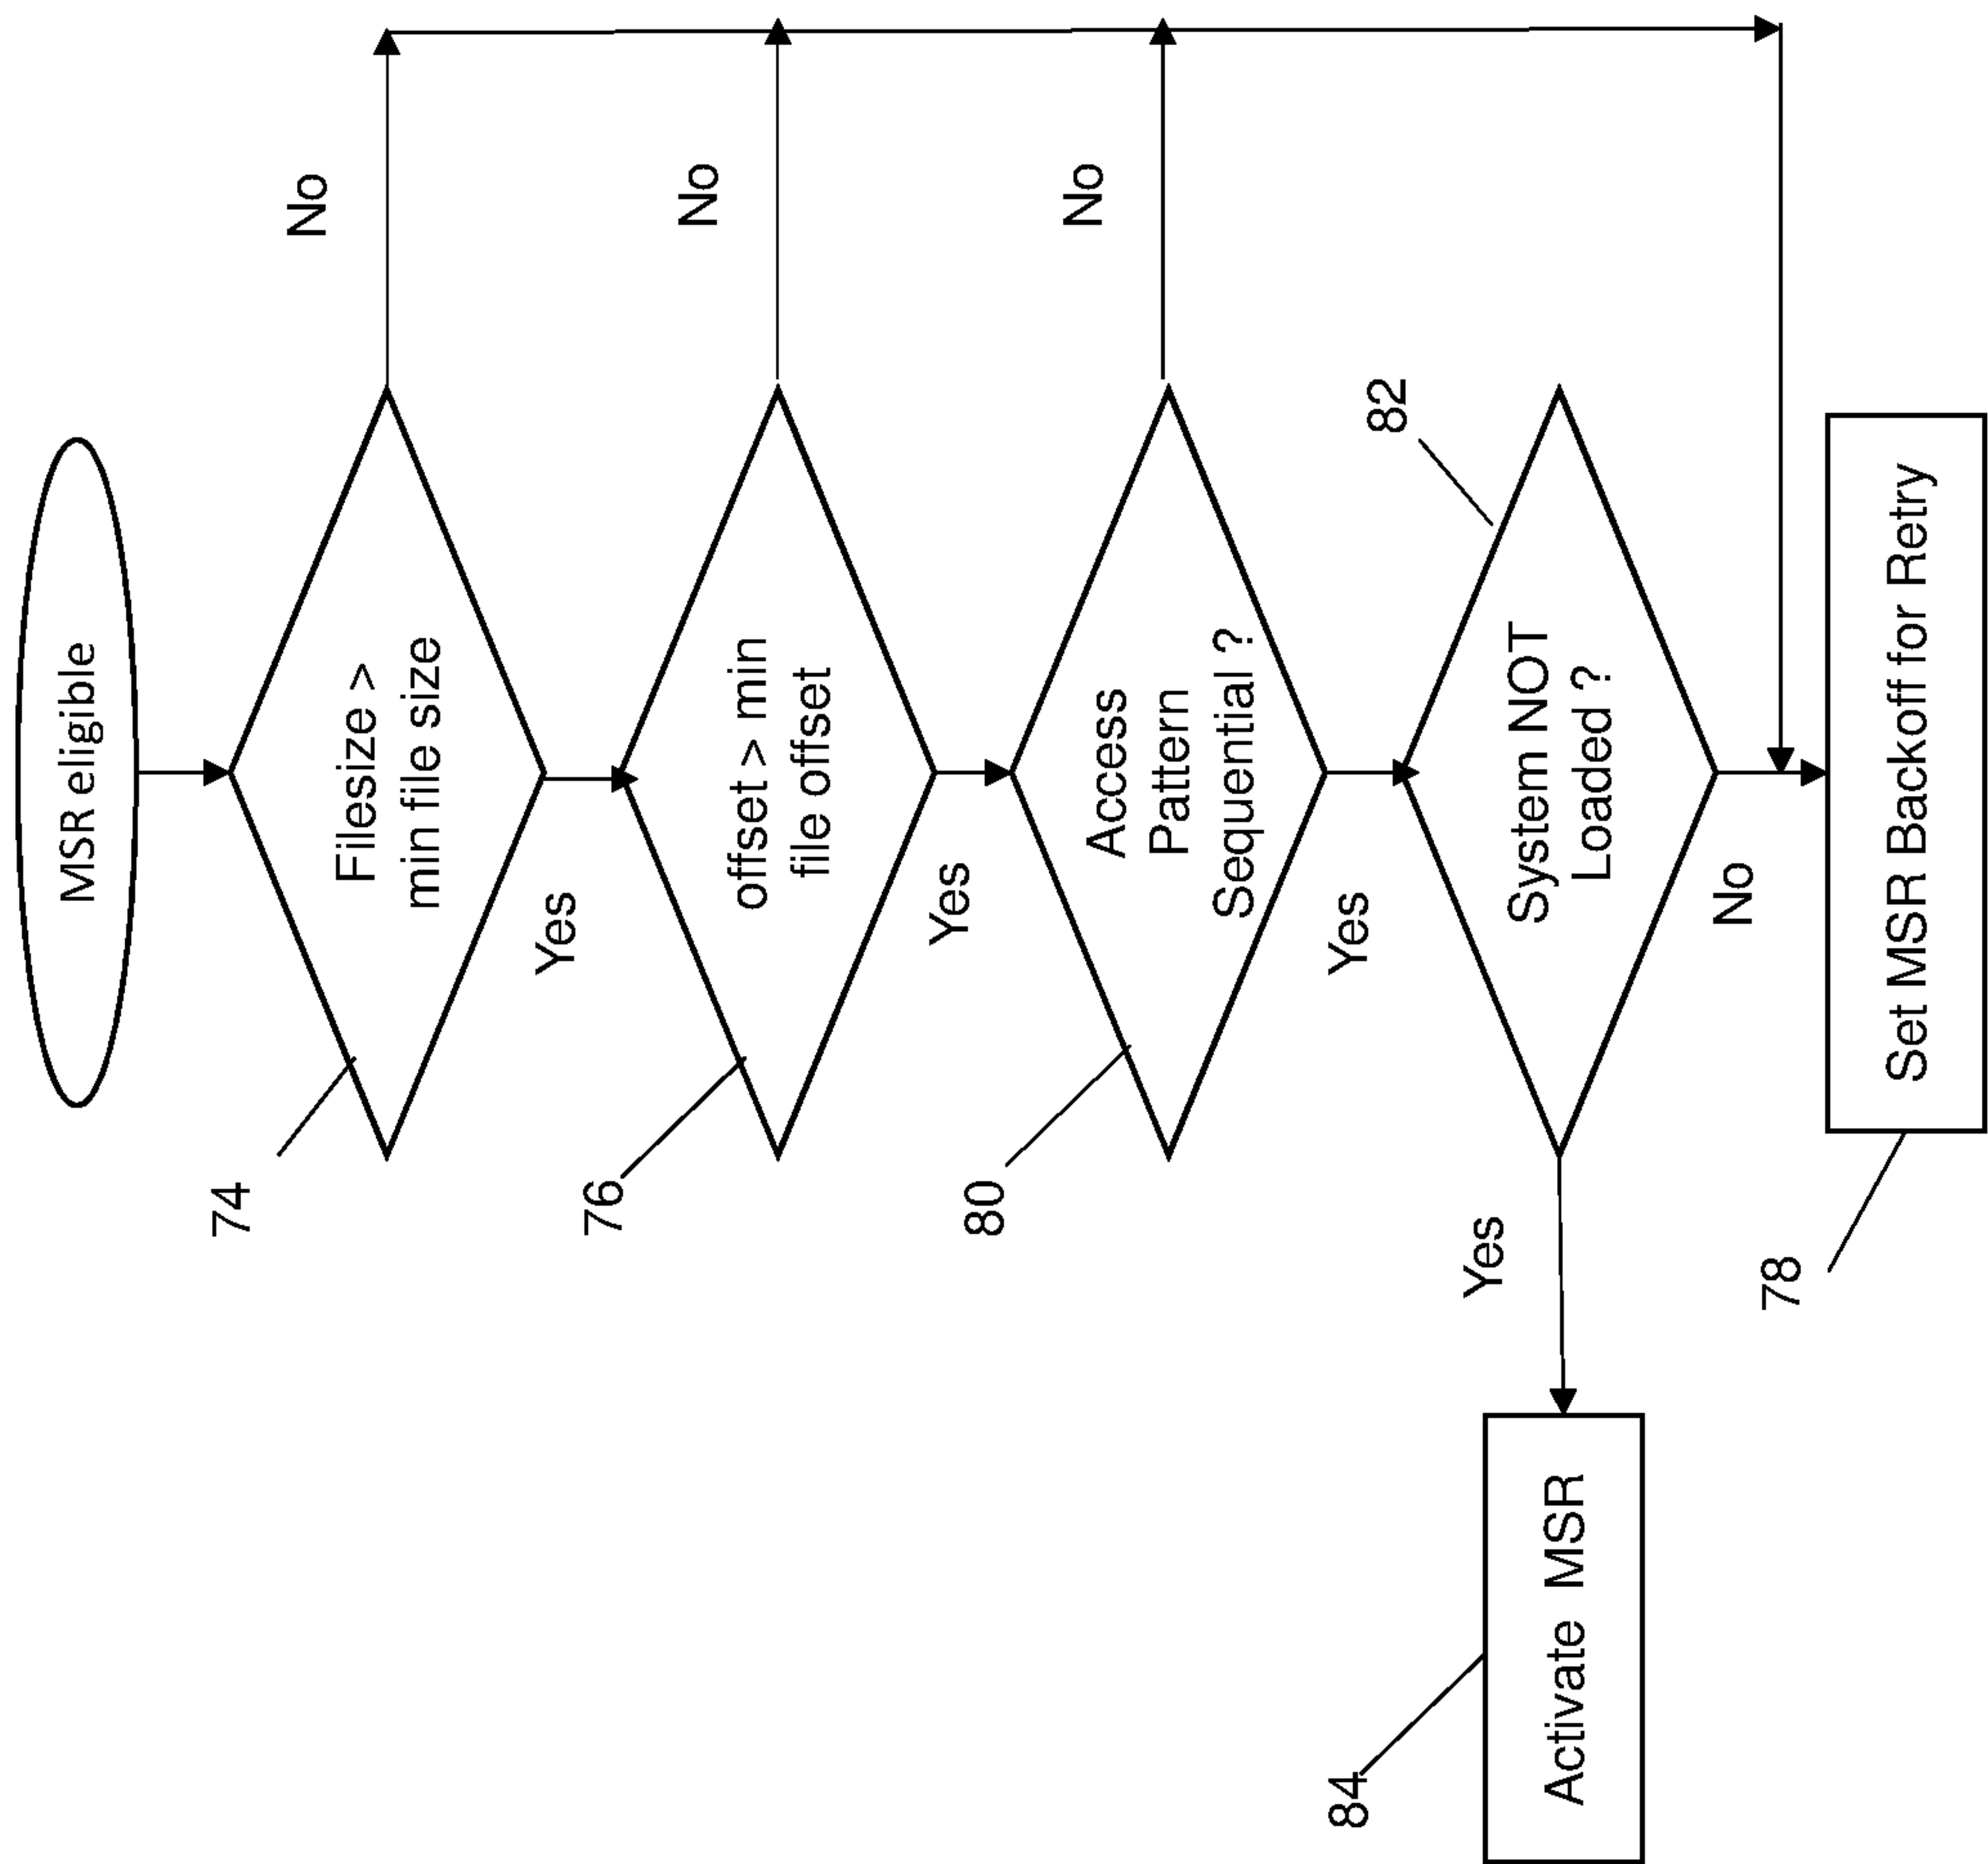 MSR eligible
74
Filesize >
min file size
No
Yes
76
offset > min
file offset
No
Yes
80
Access
Pattern
Sequential ?
No
Yes
82
System NOT
Loaded ?
Yes
No
84
Activate MSR
78
Set MSR Backoff for Retry